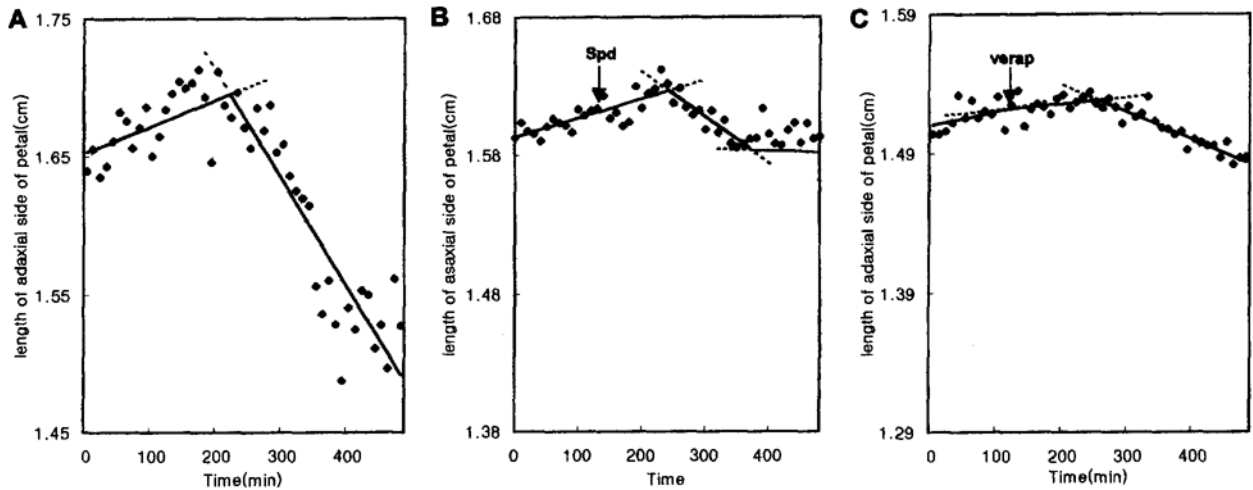 A
length of adaxial side of petal(cm)
1.75
1.65
1.55
1.45
0 100 200 300 400
Time(min)
B
length of asaxial side of petal(cm)
1.68
1.58
1.48
1.38
Spd
0 100 200 300 400
Time
C
length of adaxial side of petal(cm)
1.59
1.49
1.39
1.29
verap
0 100 200 300 400
Time(min)